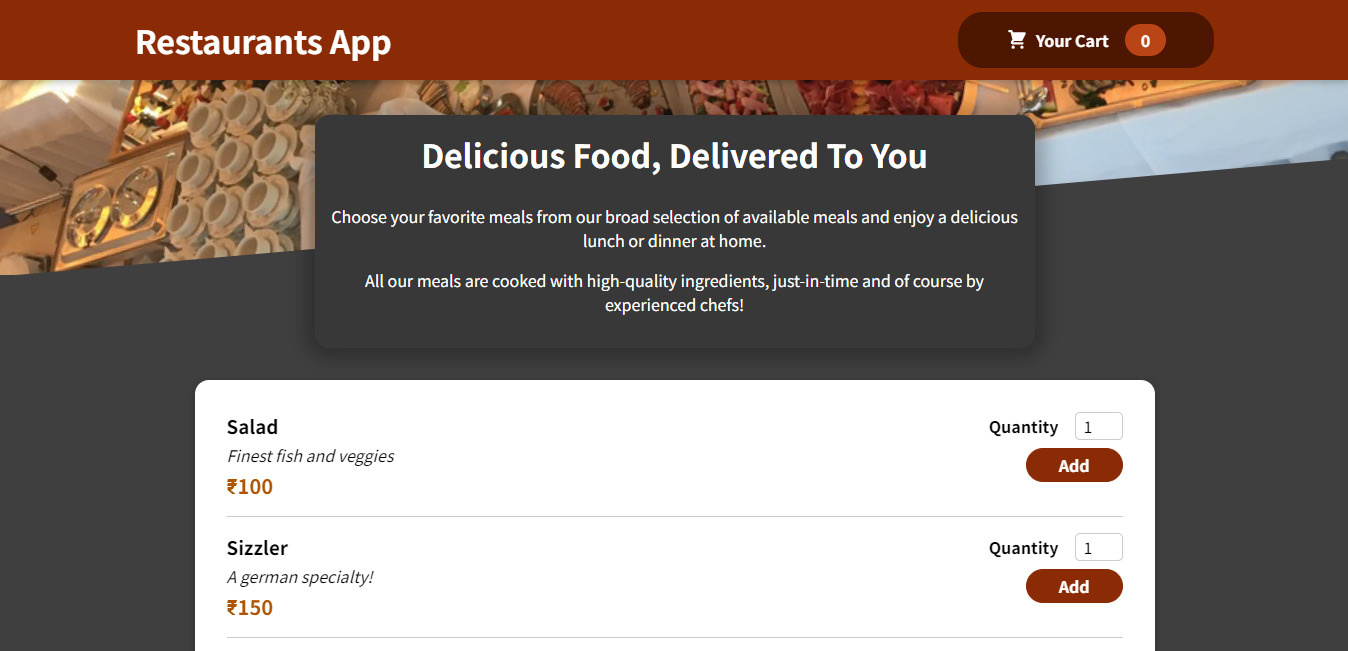 Restaurants App
Your Cart 0
Delicious Food, Delivered To You
Choose your favorite meals from our broad selection of available meals and enjoy a delicious
lunch or dinner at home.
All our meals are cooked with high-quality ingredients, just-in-time and of course by
experienced chefs!
Salad
Quantity 1
Finest fish and veggies
Add
₹100
Sizzler
Quantity 1
A german specialty!
Add
₹150